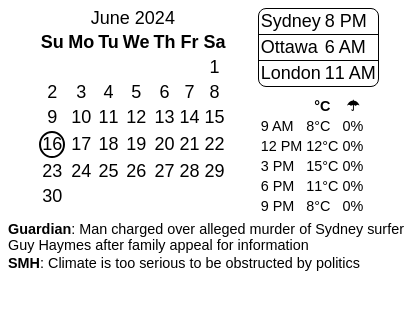 June 2024
Su Mo Tu We Th Fr Sa
1
2 3 4 5 6 7 8
9 10 11 12 13 14 15
16 17 18 19 20 21 22
23 24 25 26 27 28 29
30
Sydney 8 PM
Ottawa 6 AM
London 11 AM
°C ☂
9 AM 8°C 0%
12 PM 12°C 0%
3 PM 15°C 0%
6 PM 11°C 0%
9 PM 8°C 0%
Guardian: Man charged over alleged murder of Sydney surfer
Guy Haymes after family appeal for information
SMH: Climate is too serious to be obstructed by politics